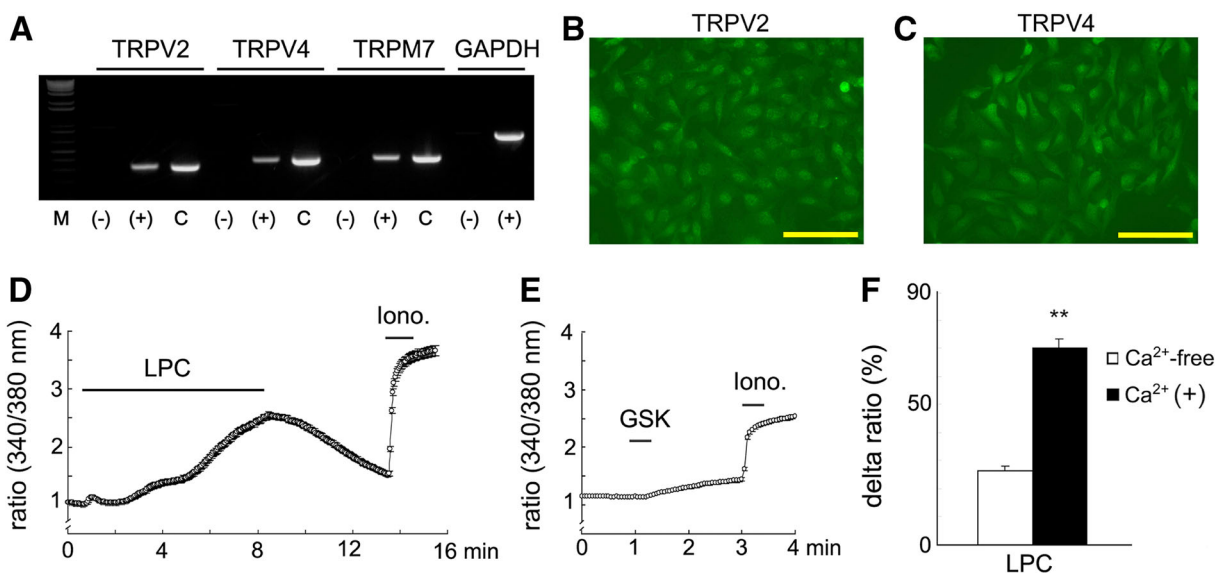 A
TRPV2 TRPV4 TRPM7 GAPDH
M (-) (+) C (-) (+) C (-) (+) C (-) (+)
B
TRPV2
C
TRPV4
D
ratio (340/380 nm)
4
3
2
1
LPC
Iono.
0 4 8 12 16 min
E
ratio (340/380 nm)
4
3
2
1
GSK
Iono.
0 1 2 3 4 min
F
delta ratio (%)
90
50
0
**
LPC
Ca²⁺-free
Ca²⁺ (+)